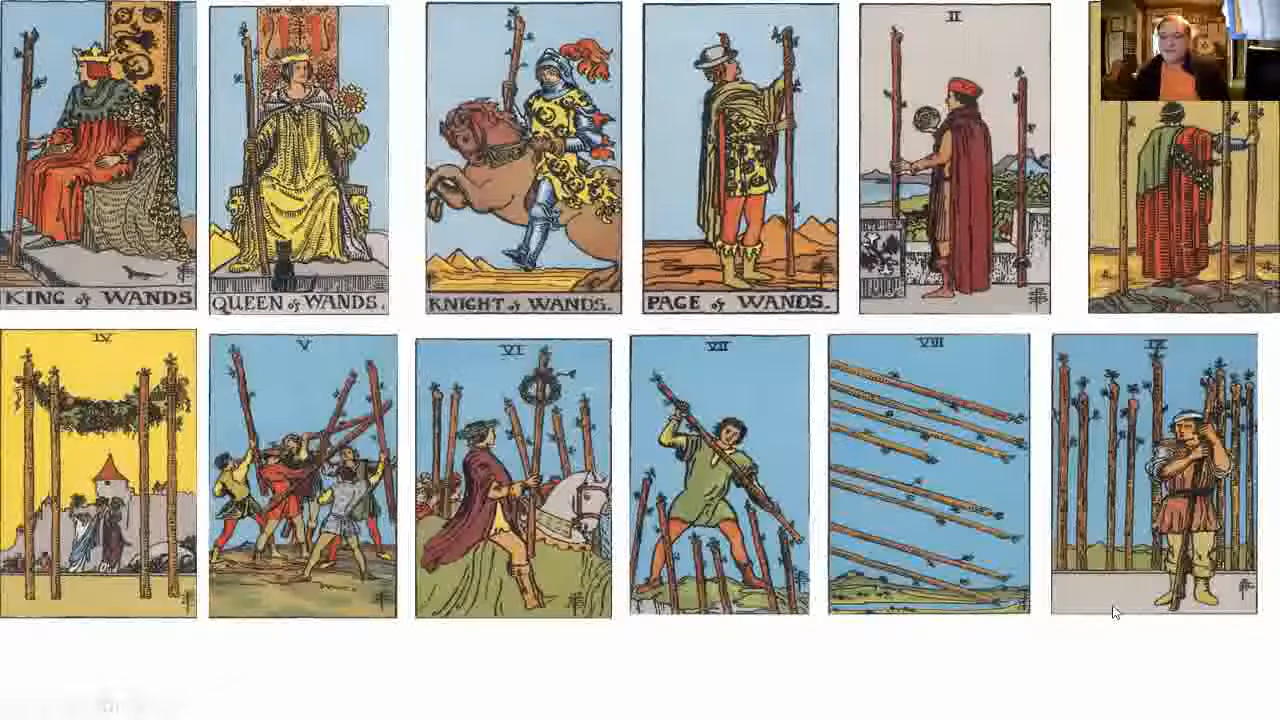 II
KING of WANDS
QUEEN of WANDS.
KNIGHT of WANDS.
PAGE of WANDS.
IV
V
VI
VII
VIII
IX